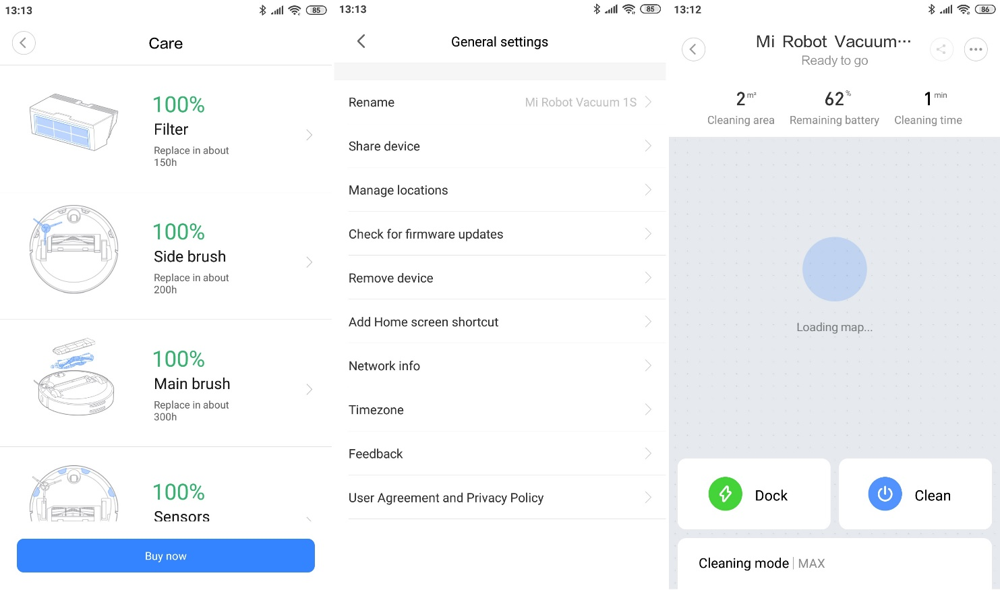 13:13
85
Care
100%
Filter
Replace in about
150h
100%
Side brush
Replace in about
200h
100%
Main brush
Replace in about
300h
100%
Sensors
Buy now
13:13
85
General settings
Rename
Mi Robot Vacuum 1S
Share device
Manage locations
Check for firmware updates
Remove device
Add Home screen shortcut
Network info
Timezone
Feedback
User Agreement and Privacy Policy
13:12
86
Mi Robot Vacuum···
Ready to go
2 m² 62 % 1 min
Cleaning area Remaining battery Cleaning time
Loading map...
Dock
Clean
Cleaning mode | MAX